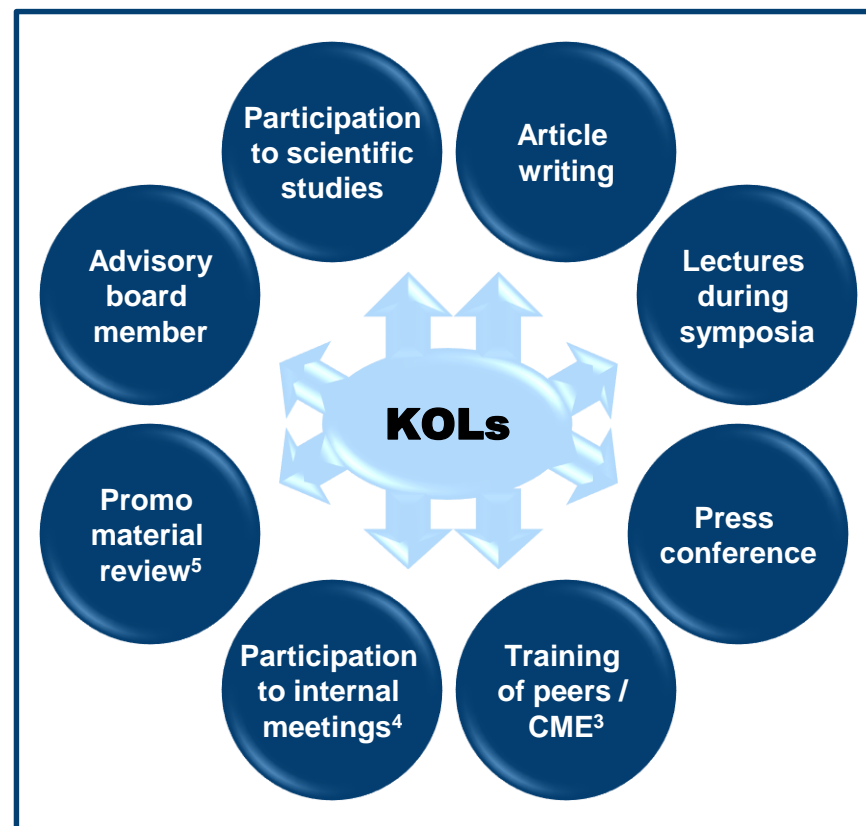 Participation
to scientific
studies
Article
writing
Advisory
board
member
Lectures
during
symposia
KOLs
Promo
material
review⁵
Press
conference
Participation
to internal
meetings⁴
Training
of peers /
CME³